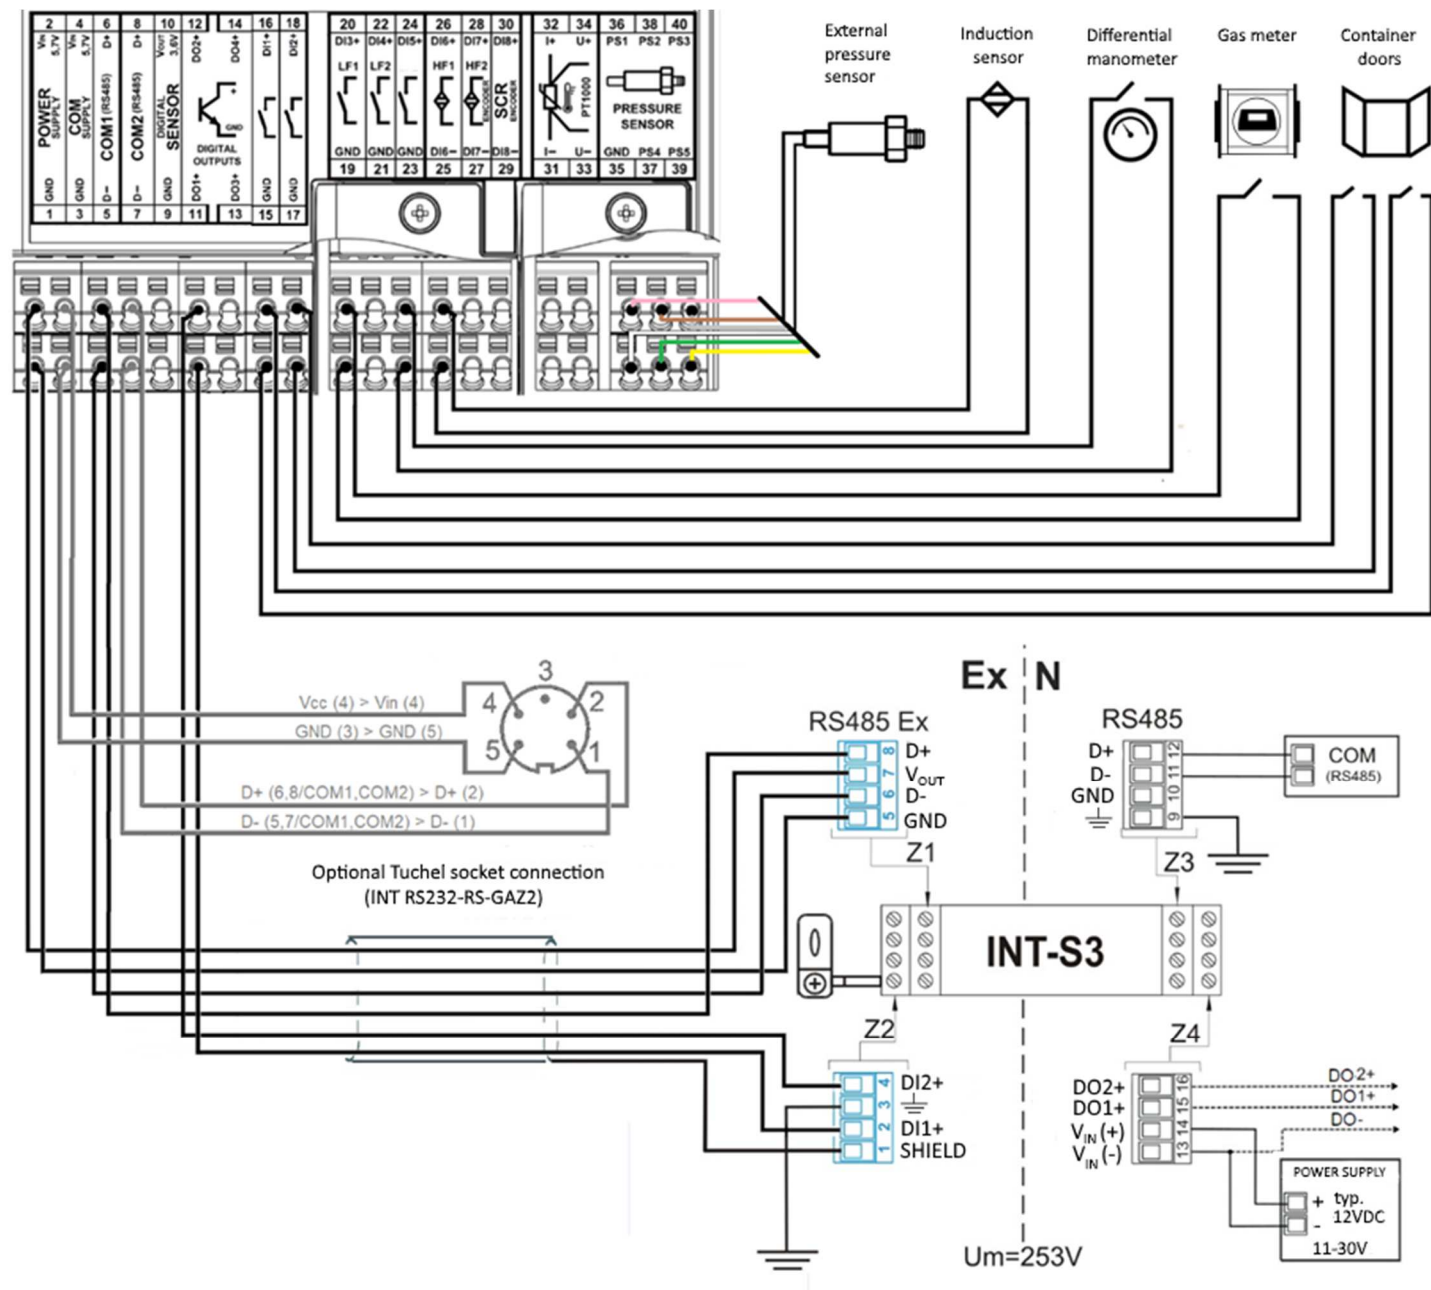 2 4 6 8 10 12 14 16 18
VIN 5,7V
VIN 5,7V
D+
D+
VOUT 3,6V
DO2+
DO4+
DI1+
DI2+
POWER SUPPLY
COM SUPPLY
COM1 (RS485)
COM2 (RS485)
DIGITAL SENSOR
+
GND
DIGITAL
OUTPUTS
GND
GND
D−
D−
GND
DO1+
DO3+
GND
GND
1 3 5 7 9 11 13 15 17
20 22 24 26 28 30
DI3+ DI4+ DI5+ DI6+ DI7+ DI8+
LF1 LF2 HF1 HF2
ENCODER
SCR ENCODER
GND GND GND DI6− DI7− DI8−
19 21 23 25 27 29
32 34 36 38 40
I+ U+ PS1 PS2 PS3
PT1000
PRESSURE
SENSOR
I− U− GND PS4 PS5
31 33 35 37 39
External
pressure
sensor
Induction
sensor
Differential
manometer
Gas meter
Container
doors
3
4 2
5 1
Vcc (4) > Vin (4)
GND (3) > GND (5)
D+ (6,8/COM1,COM2) > D+ (2)
D- (5,7/COM1,COM2) > D- (1)
Optional Tuchel socket connection
(INT RS232-RS-GAZ2)
Ex N
RS485 Ex
8 D+
7 VOUT
6 D-
5 GND
Z1
RS485
D+ 12
D- 11
GND 10
9
COM
(RS485)
Z3
INT-S3
Z2
4 DI2+
3
2 DI1+
1 SHIELD
Z4
DO2+ 16
DO1+ 15
VIN (+) 14
VIN (-) 13
DO2+
DO1+
DO-
POWER SUPPLY
+ typ.
12VDC
-
11-30V
Um=253V